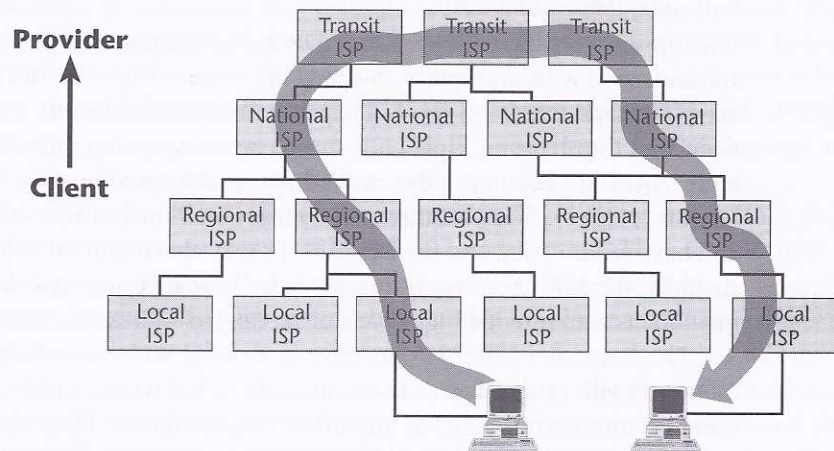 Provider
Client
Transit
ISP
Transit
ISP
Transit
ISP
National
ISP
National
ISP
National
ISP
National
ISP
Regional
ISP
Regional
ISP
Regional
ISP
Regional
ISP
Regional
ISP
Local
ISP
Local
ISP
Local
ISP
Local
ISP
Local
ISP
Local
ISP